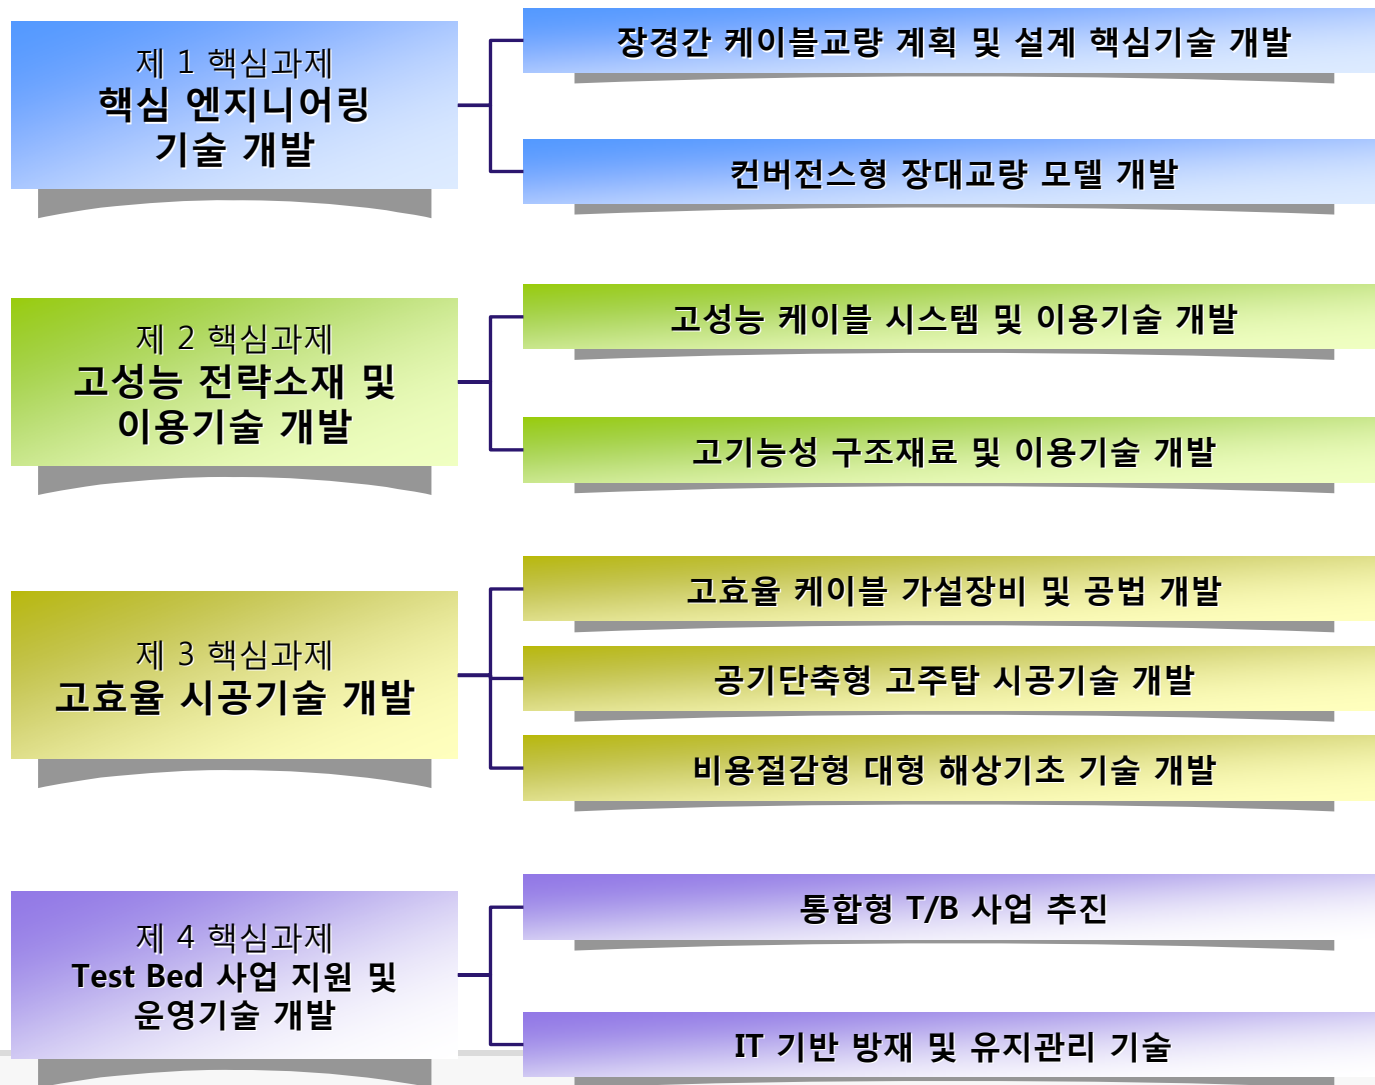 제 1 핵심과제
핵심 엔지니어링
기술 개발
장경간 케이블교량 계획 및 설계 핵심기술 개발
컨버전스형 장대교량 모델 개발
제 2 핵심과제
고성능 전략소재 및
이용기술 개발
고성능 케이블 시스템 및 이용기술 개발
고기능성 구조재료 및 이용기술 개발
제 3 핵심과제
고효율 시공기술 개발
고효율 케이블 가설장비 및 공법 개발
공기단축형 고주탑 시공기술 개발
비용절감형 대형 해상기초 기술 개발
제 4 핵심과제
Test Bed 사업 지원 및
운영기술 개발
통합형 T/B 사업 추진
IT 기반 방재 및 유지관리 기술